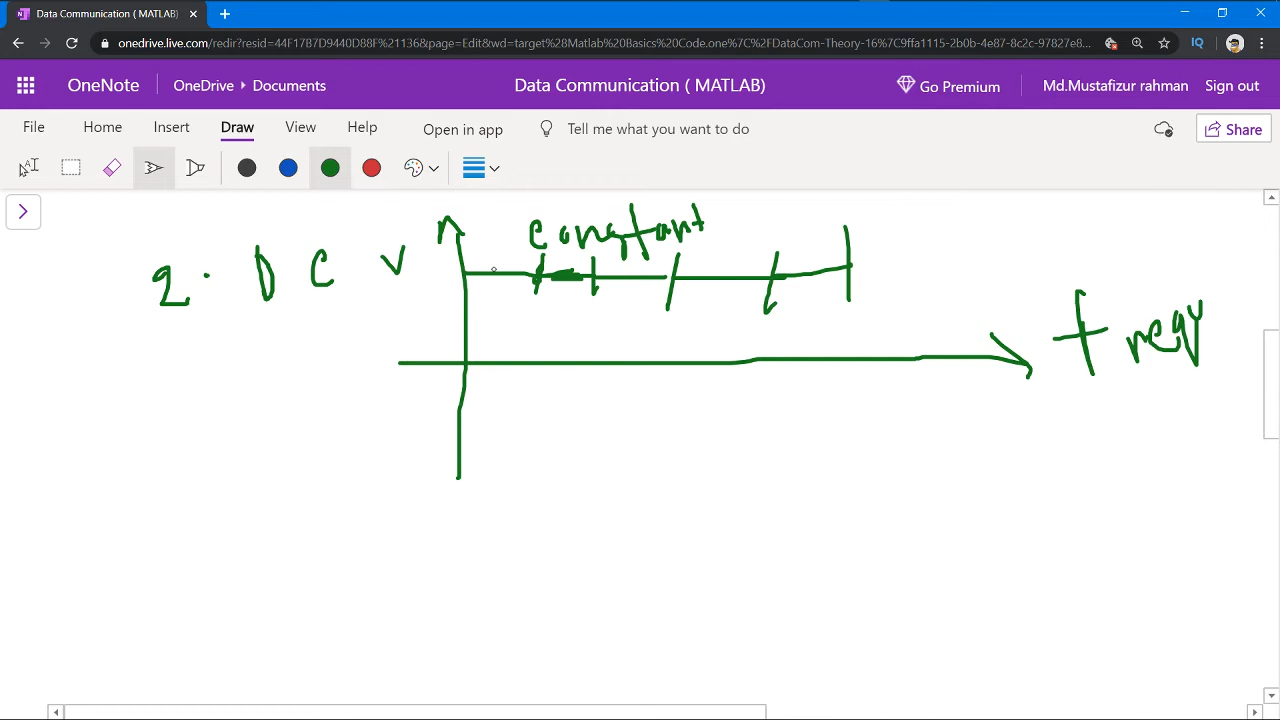 Data Communication ( MATLAB)
onedrive.live.com/redir?resid=44F17B7D9440D88F%21136&page=Edit&wd=target%28Matlab%20Basics%20Code.one%7C%2FDataCom-Theory-16%7C9ffa1115-2b0b-4e87-8c2c-97827e8...
OneNote OneDrive Documents Data Communication ( MATLAB) Go Premium Md.Mustafizur rahman Sign out
File Home Insert Draw View Help Open in app Tell me what you want to do Share
constant
2. DC V
freq